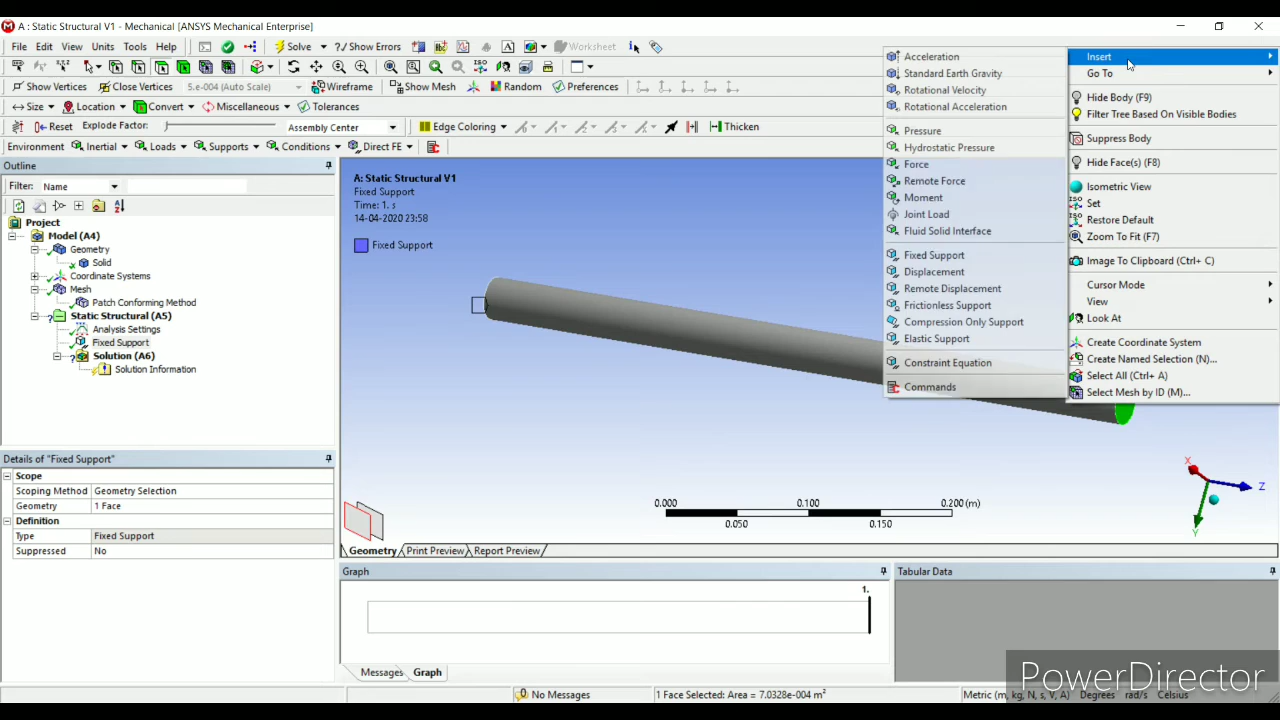 A : Static Structural V1 - Mechanical [ANSYS Mechanical Enterprise]
File Edit View Units Tools Help Solve ?/ Show Errors Worksheet
Show Vertices Close Vertices 5.e-004 (Auto Scale) Wireframe Show Mesh Random Preferences
Size Location Convert Miscellaneous Tolerances
Reset Explode Factor: Assembly Center Edge Coloring Thicken
Environment Inertial Loads Supports Conditions Direct FE
Outline
Filter: Name
Project
Model (A4)
Geometry
Solid
Coordinate Systems
Mesh
Patch Conforming Method
Static Structural (A5)
Analysis Settings
Fixed Support
Solution (A6)
Solution Information
Details of "Fixed Support"
Scope
Scoping Method Geometry Selection
Geometry 1 Face
Definition
Type Fixed Support
Suppressed No
A: Static Structural V1
Fixed Support
Time: 1. s
14-04-2020 23:58
Fixed Support
Acceleration
Standard Earth Gravity
Rotational Velocity
Rotational Acceleration
Pressure
Hydrostatic Pressure
Force
Remote Force
Moment
Joint Load
Fluid Solid Interface
Fixed Support
Displacement
Remote Displacement
Frictionless Support
Compression Only Support
Elastic Support
Constraint Equation
Commands
Insert
Go To
Hide Body (F9)
Filter Tree Based On Visible Bodies
Suppress Body
Hide Face(s) (F8)
Isometric View
ISO Set
ISO Restore Default
Zoom To Fit (F7)
Image To Clipboard (Ctrl+ C)
Cursor Mode
View
Look At
Create Coordinate System
Create Named Selection (N)...
Select All (Ctrl+ A)
Select Mesh by ID (M)...
X
Z
Y
0.000 0.100 0.200 (m)
0.050 0.150
Geometry Print Preview Report Preview
Graph
1.
Tabular Data
Messages Graph
PowerDirector
No Messages 1 Face Selected: Area = 7.0328e-004 m² Metric (m, kg, N, s, V, A) Degrees rad/s Celsius